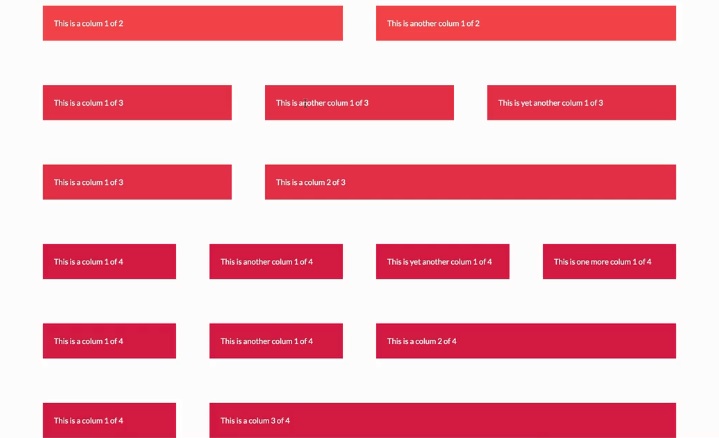 This is a colum 1 of 2
This is another colum 1 of 2
This is a colum 1 of 3
This is another colum 1 of 3
This is yet another colum 1 of 3
This is a colum 1 of 3
This is a colum 2 of 3
This is a colum 1 of 4
This is another colum 1 of 4
This is yet another colum 1 of 4
This is one more colum 1 of 4
This is a colum 1 of 4
This is another colum 1 of 4
This is a colum 2 of 4
This is a colum 1 of 4
This is a colum 3 of 4